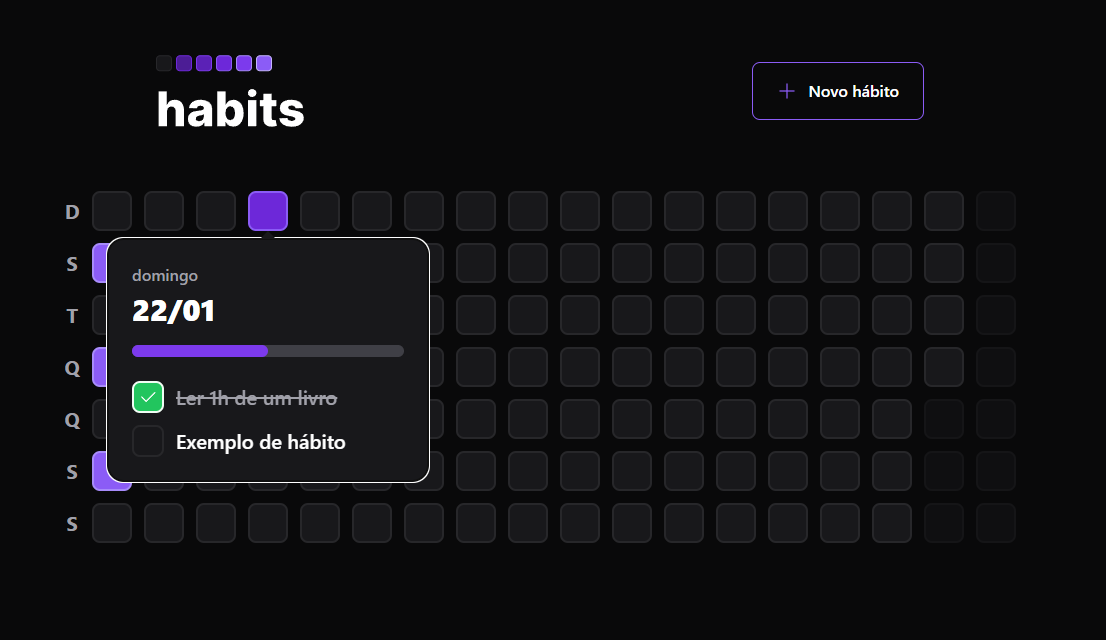 habits
Novo hábito
D
S
T
Q
Q
S
S
domingo
22/01
Ler 1h de um livro
Exemplo de hábito